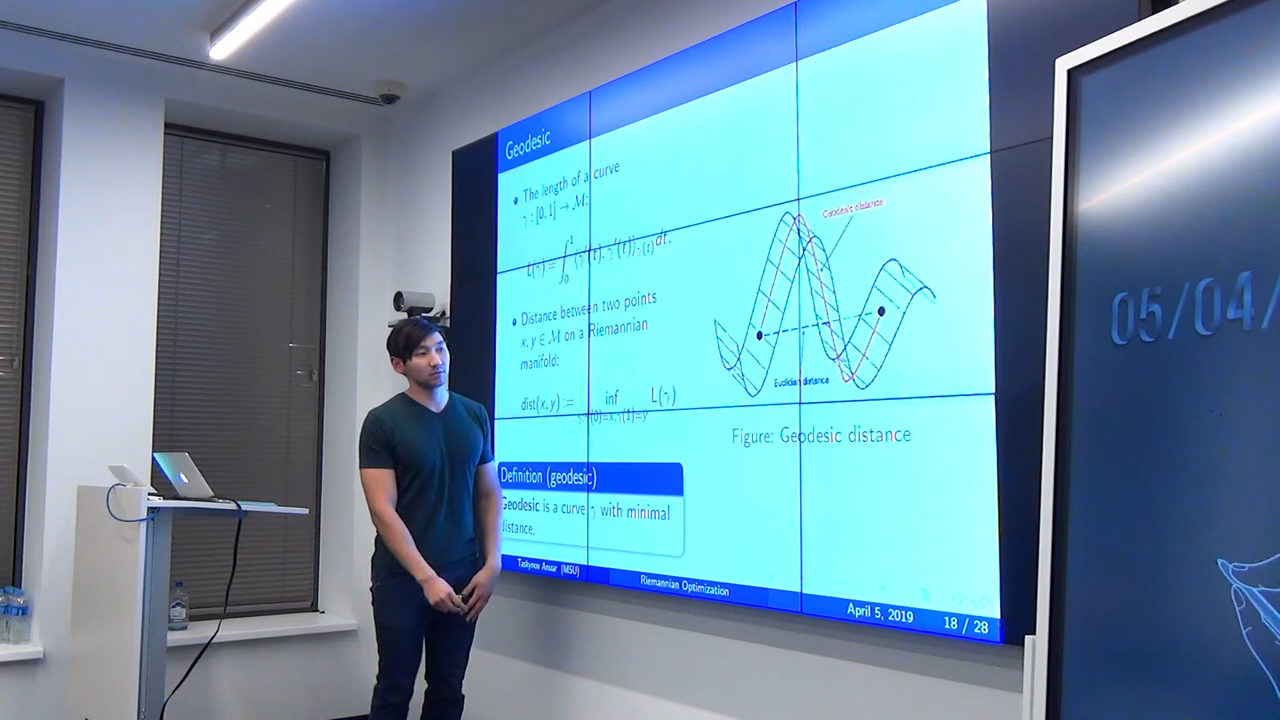 Geodesic
• The length of a curve
γ : [0, 1] → ℳ:
L(γ) = ∫₀¹ ⟨γ′(t), γ′(t)⟩γ(t) dt.
• Distance between two points
x, y ∈ ℳ on a Riemannian
manifold:
dist(x, y) := inf L(γ)
γ:γ(0)=x,γ(1)=y
Definition (geodesic)
Geodesic is a curve γ with minimal
distance.
Geodesic distance
Euclidian distance
Figure: Geodesic distance
Taskynov Anuar (MSU)
Riemannian Optimization
April 5, 2019
18 / 28
05/04/